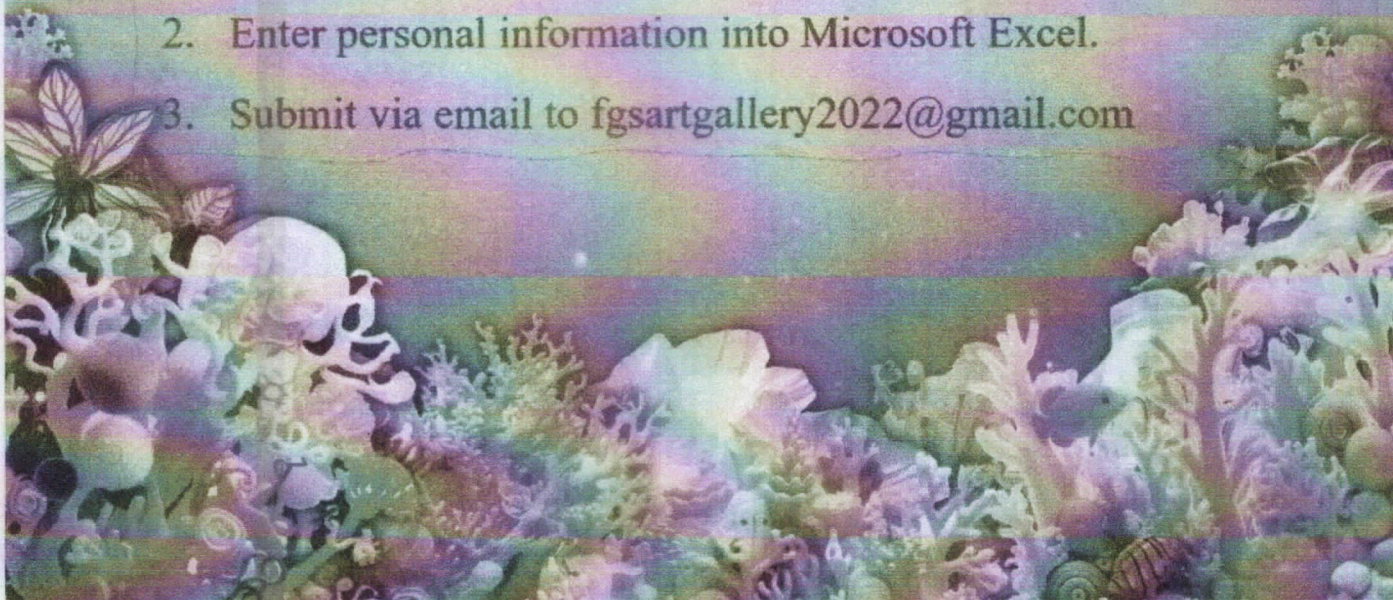 2. Enter personal information into Microsoft Excel.
3. Submit via email to fgsartgallery2022@gmail.com